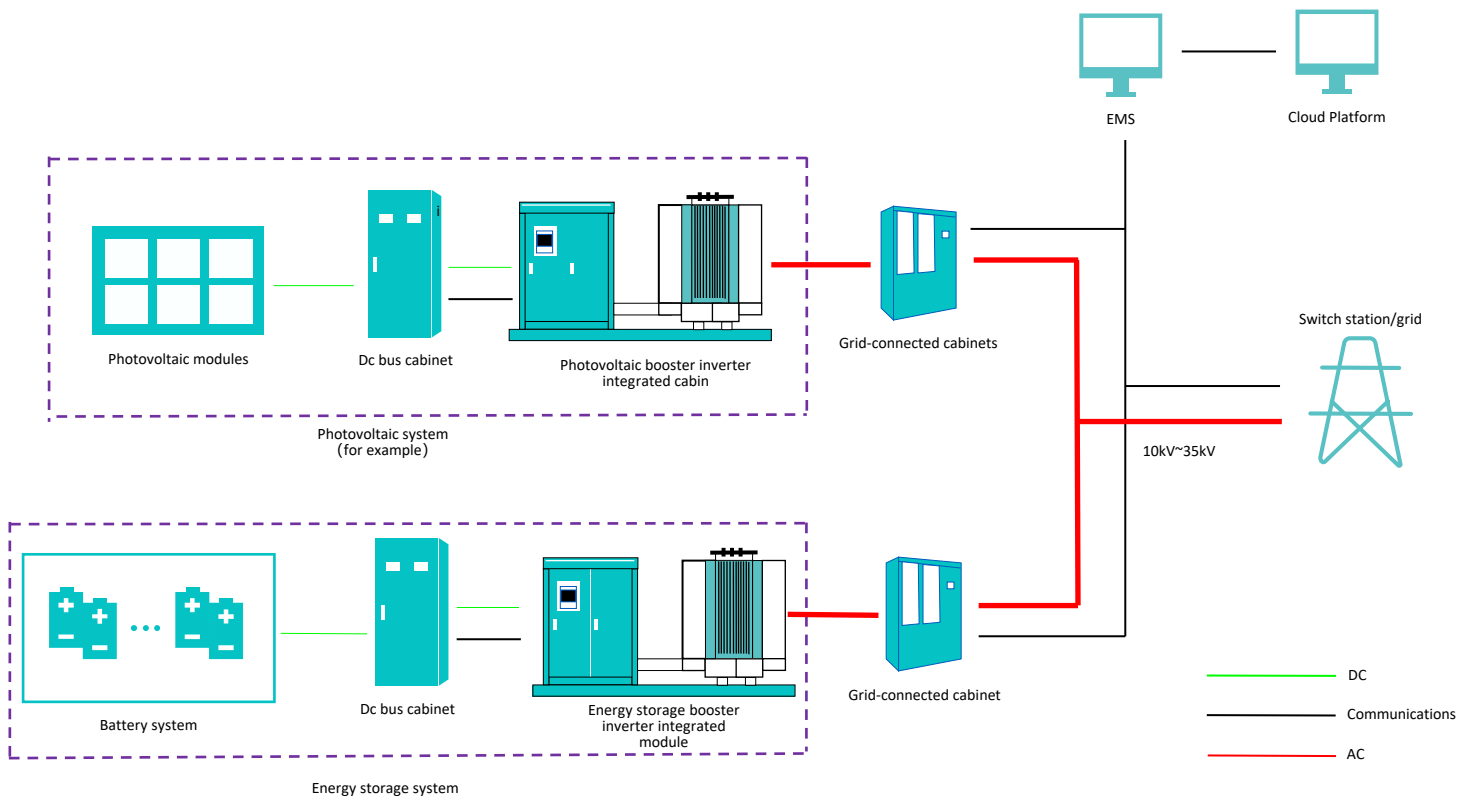 EMS
Cloud Platform
Photovoltaic modules
Dc bus cabinet
Photovoltaic booster inverter
integrated cabin
Grid-connected cabinets
Switch station/grid
Photovoltaic system
(for example)
10kV~35kV
Battery system
Dc bus cabinet
Energy storage booster
inverter integrated
module
Grid-connected cabinet
Energy storage system
DC
Communications
AC